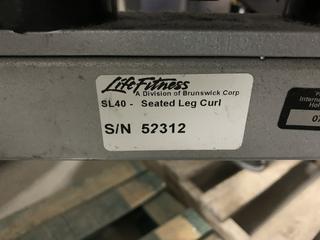 LifeFitness
A Division of Brunswick Corp
SL40 - Seated Leg Curl
S/N 52312